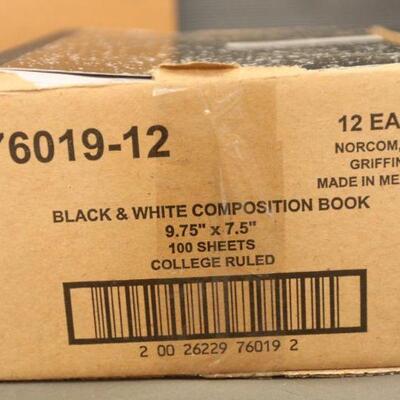 76019-12
12 EA
NORCOM,
GRIFFIN
MADE IN ME
BLACK & WHITE COMPOSITION BOOK
9.75" x 7.5"
100 SHEETS
COLLEGE RULED
2 00 26229 76019 2